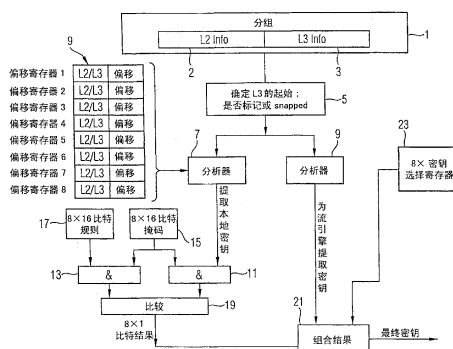 分组
L2 Info
L3 Info
1
2
3
9
偏移寄存器 1 L2/L3 偏移
偏移寄存器 2 L2/L3 偏移
偏移寄存器 3 L2/L3 偏移
偏移寄存器 4 L2/L3 偏移
偏移寄存器 5 L2/L3 偏移
偏移寄存器 6 L2/L3 偏移
偏移寄存器 7 L2/L3 偏移
偏移寄存器 8 L2/L3 偏移
确定 L3 的起始；
是否标记或 snapped
5
7
分析器
9
分析器
23
8× 密钥
选择寄存器
提取本地密钥
为流引擎提取密钥
17
8×16比特
规则
8×16比特
掩码
15
13
&
&
11
比较
19
8×1
比特结果
21
组合结果
最终密钥